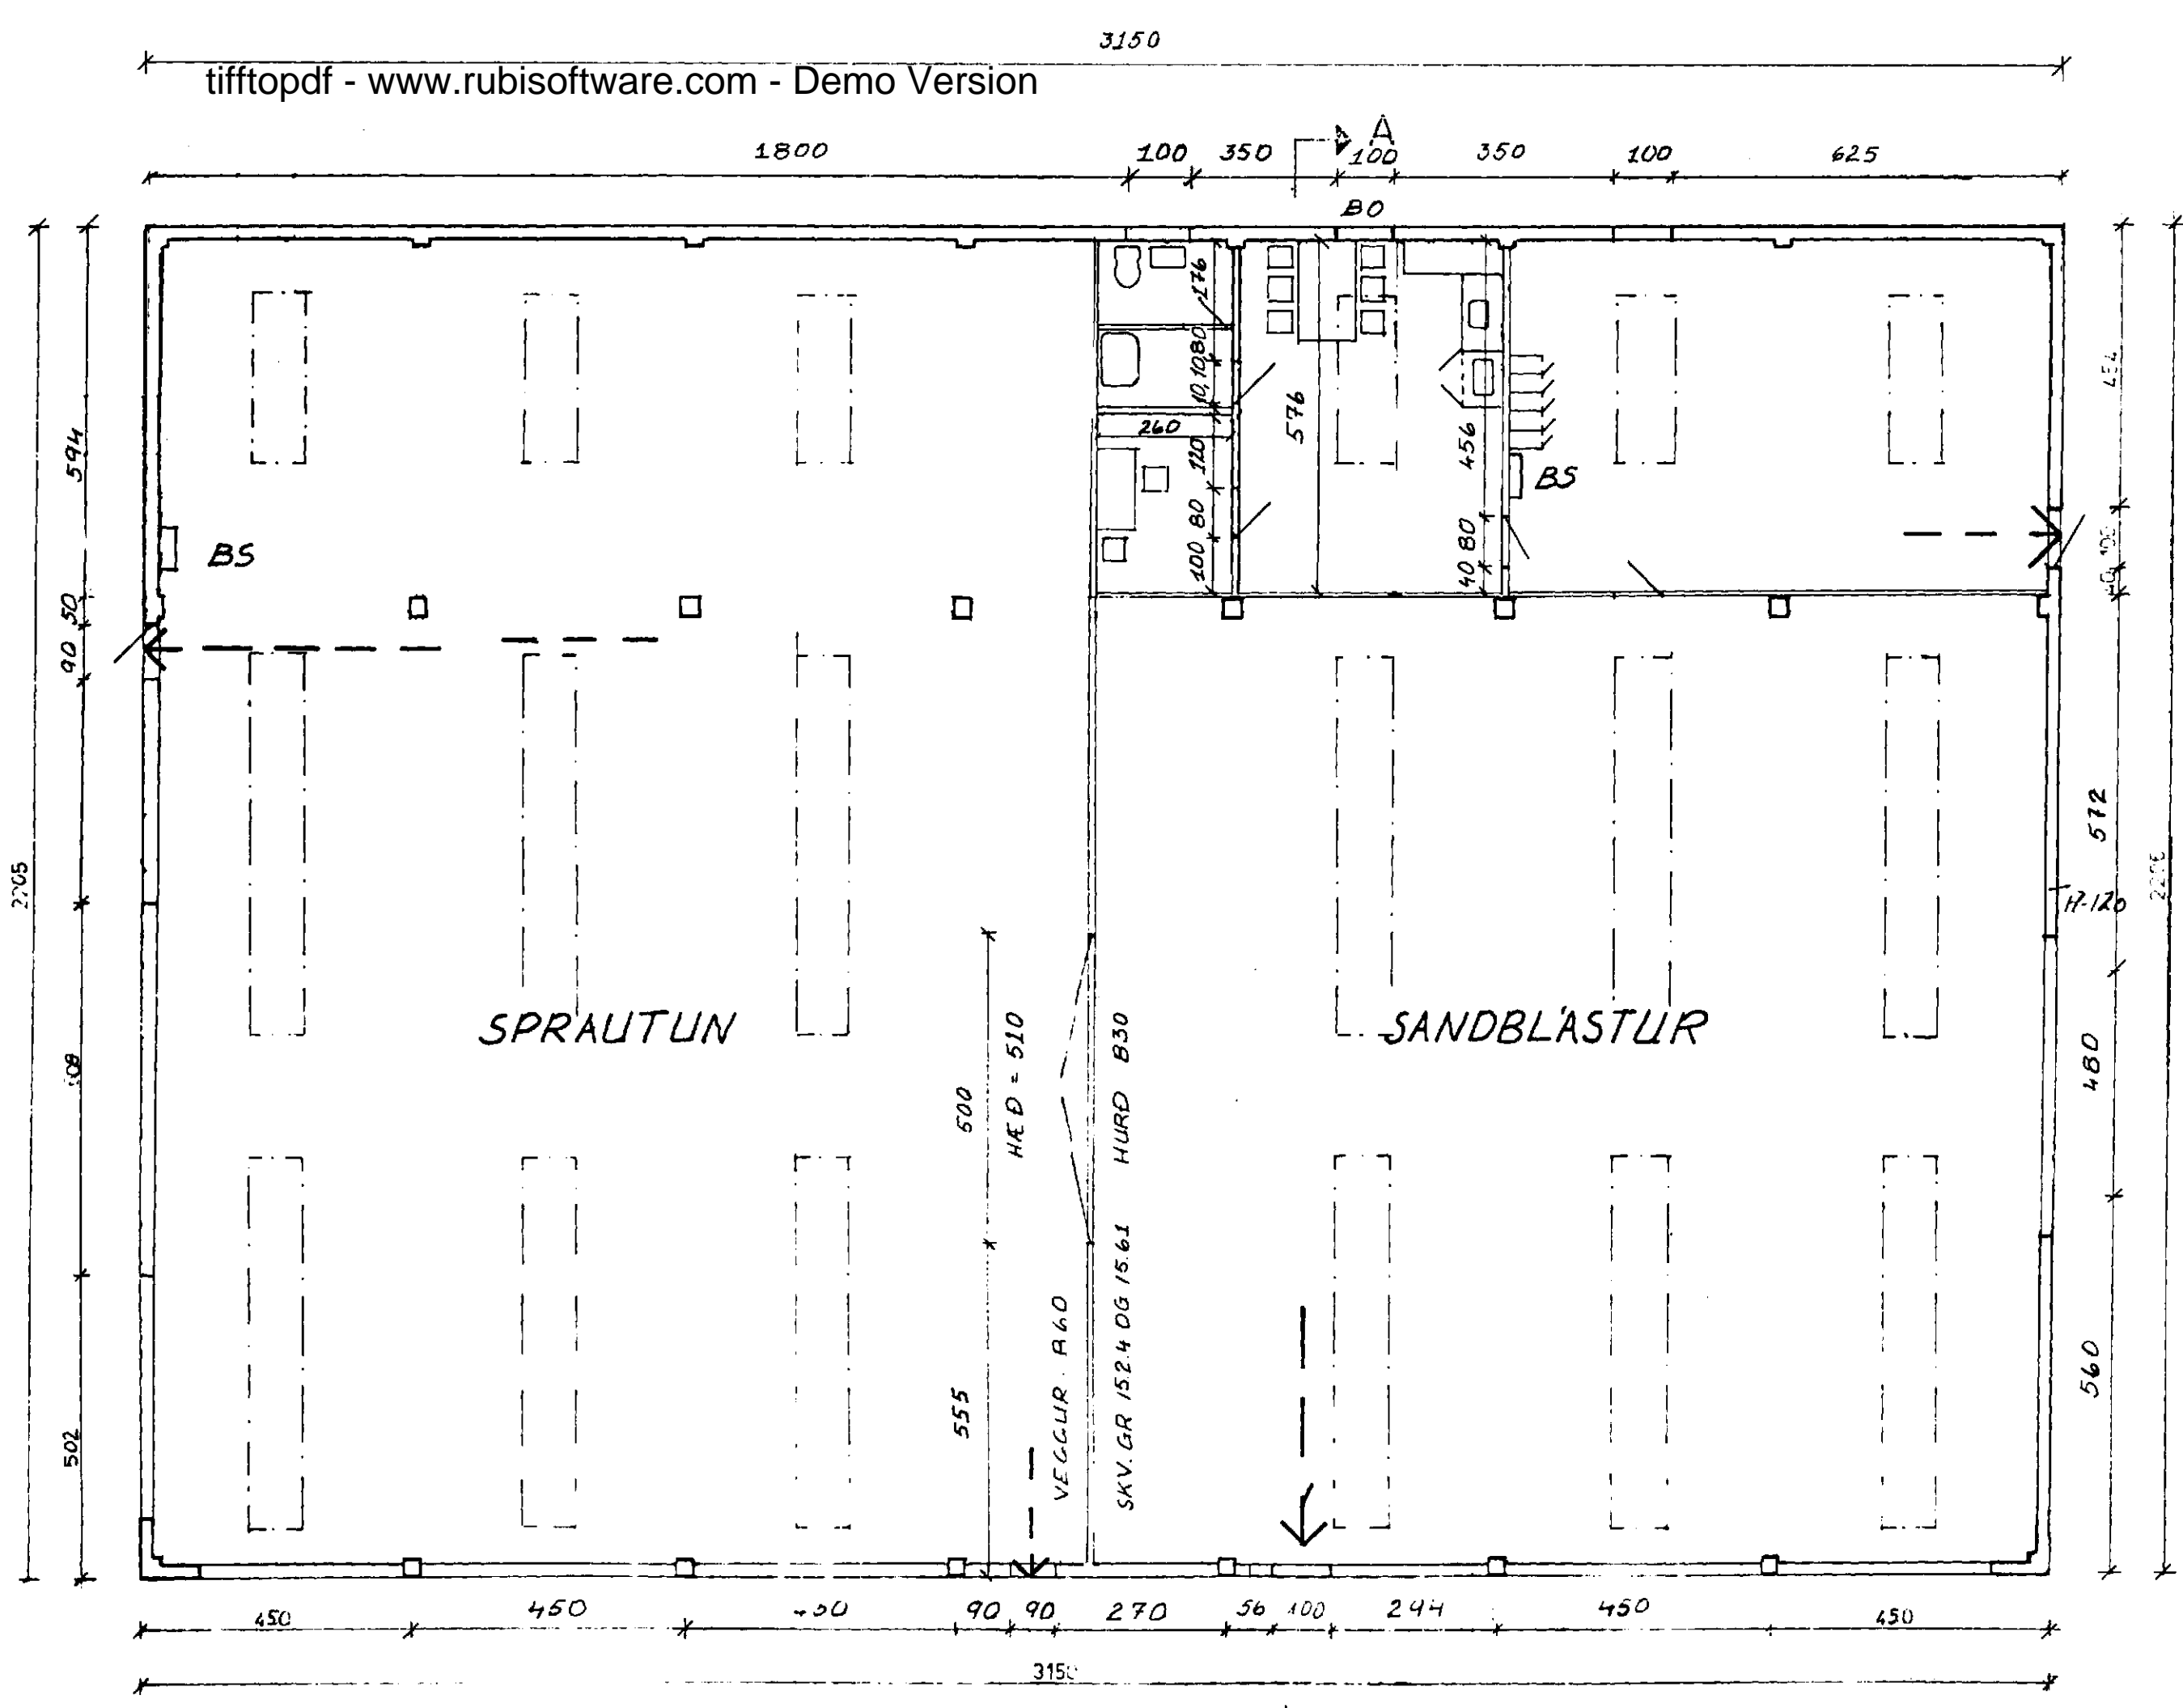 3150
tifftopdf - www.rubisoftware.com - Demo Version
A
1800 100 350 100 350 100 625
BO
176
10,10,80
260
120
80
100
576
456
80
40
BS
BS
594
50
90
502
2205
100
572
H-120
480
560
SPRAUTUN
SANDBLÁSTUR
500
HÆÐ = 510
HURÐ B30
555
VEGGUR. A60
SKV. GR 15.2.4 OG 15.61
450 450 90 90 270 56 100 244 450 450